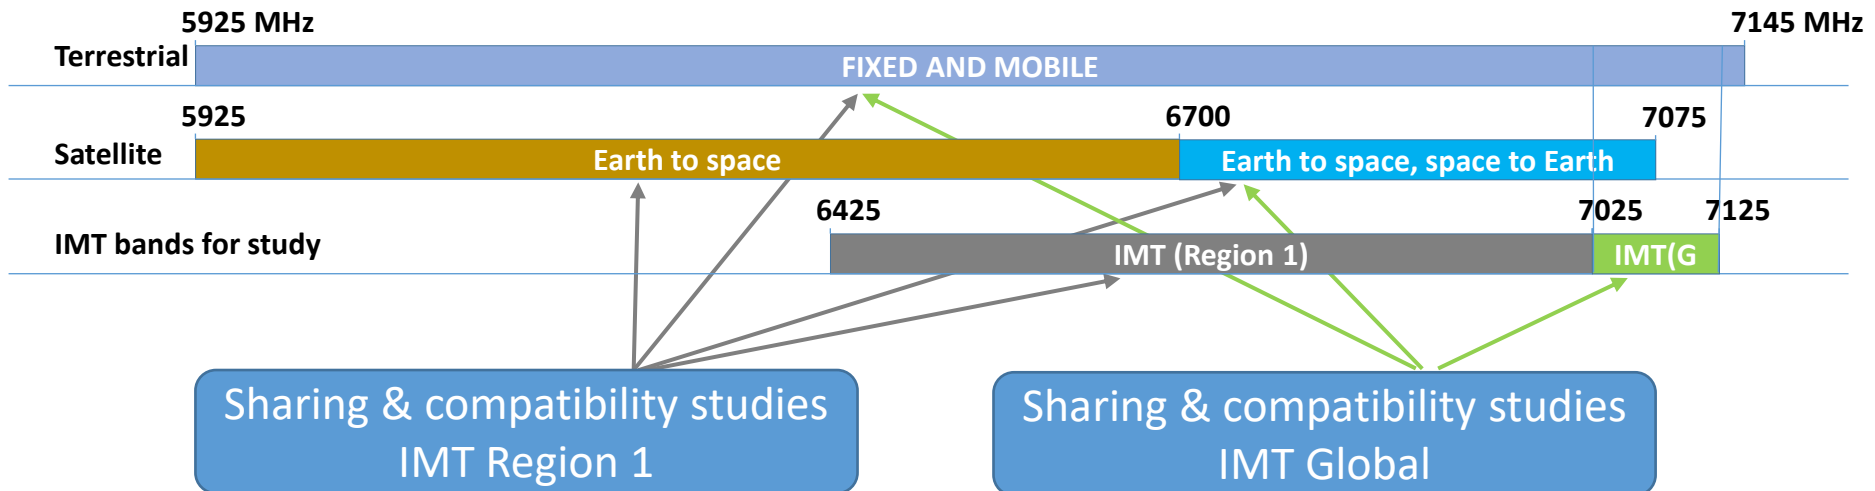 5925 MHz
7145 MHz
Terrestrial
FIXED AND MOBILE
5925
6700
7075
Satellite
Earth to space
Earth to space, space to Earth
6425
7025
7125
IMT bands for study
IMT (Region 1)
IMT(G
Sharing & compatibility studies
IMT Region 1
Sharing & compatibility studies
IMT Global